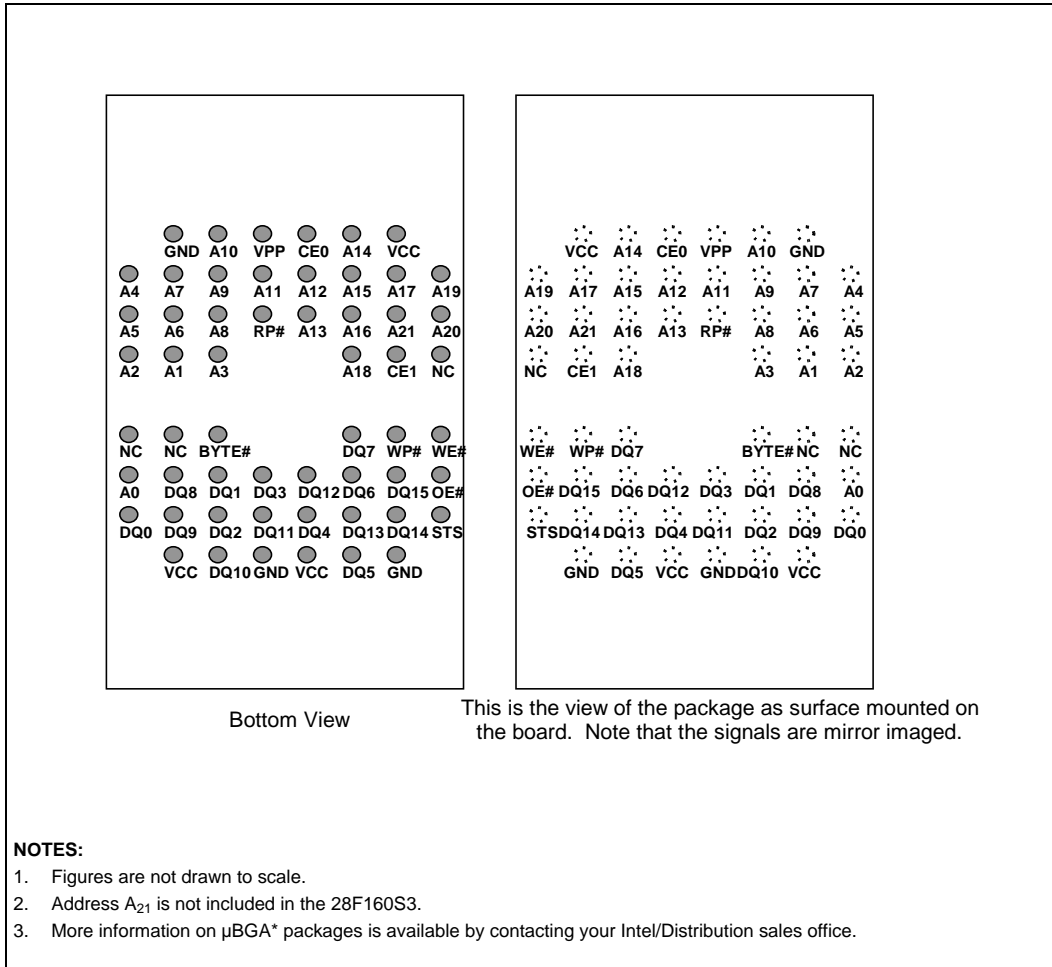 GND A10 VPP CE0 A14 VCC
A4 A7 A9 A11 A12 A15 A17 A19
A5 A6 A8 RP# A13 A16 A21 A20
A2 A1 A3 A18 CE1 NC
NC NC BYTE# DQ7 WP# WE#
A0 DQ8 DQ1 DQ3 DQ12 DQ6 DQ15 OE#
DQ0 DQ9 DQ2 DQ11 DQ4 DQ13 DQ14 STS
VCC DQ10 GND VCC DQ5 GND
Bottom View
VCC A14 CE0 VPP A10 GND
A19 A17 A15 A12 A11 A9 A7 A4
A20 A21 A16 A13 RP# A8 A6 A5
NC CE1 A18 A3 A1 A2
WE# WP# DQ7 BYTE# NC NC
OE# DQ15 DQ6 DQ12 DQ3 DQ1 DQ8 A0
STS DQ14 DQ13 DQ4 DQ11 DQ2 DQ9 DQ0
GND DQ5 VCC GND DQ10 VCC
This is the view of the package as surface mounted on
the board. Note that the signals are mirror imaged.
NOTES:
1. Figures are not drawn to scale.
2. Address A21 is not included in the 28F160S3.
3. More information on µBGA* packages is available by contacting your Intel/Distribution sales office.